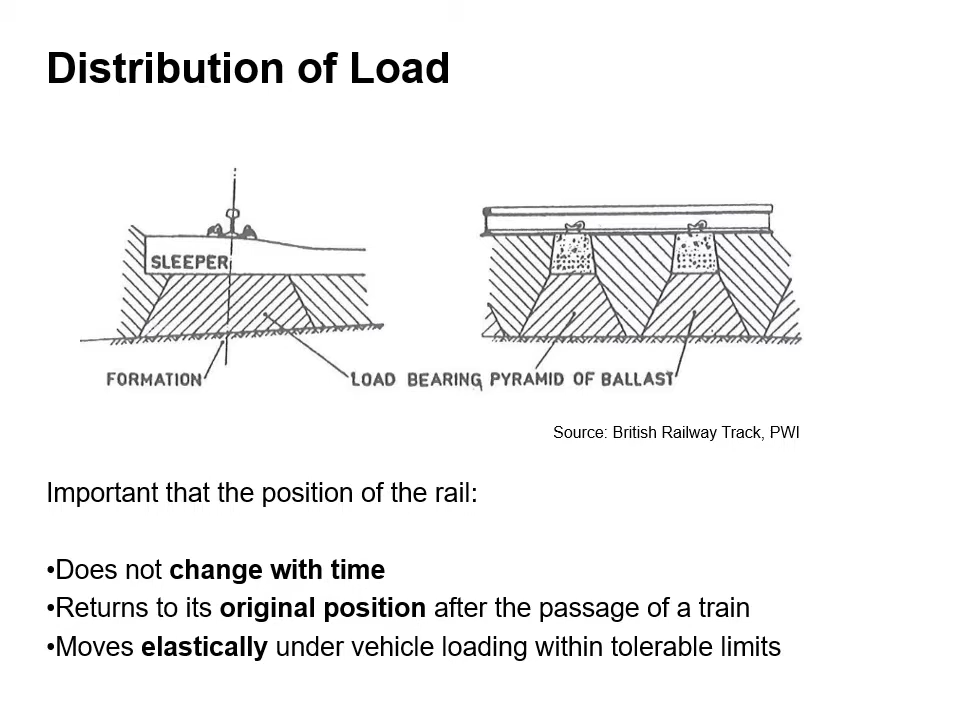 Distribution of Load
SLEEPER
FORMATION
LOAD BEARING PYRAMID OF BALLAST
Source: British Railway Track, PWI
Important that the position of the rail:
•Does not change with time
•Returns to its original position after the passage of a train
•Moves elastically under vehicle loading within tolerable limits